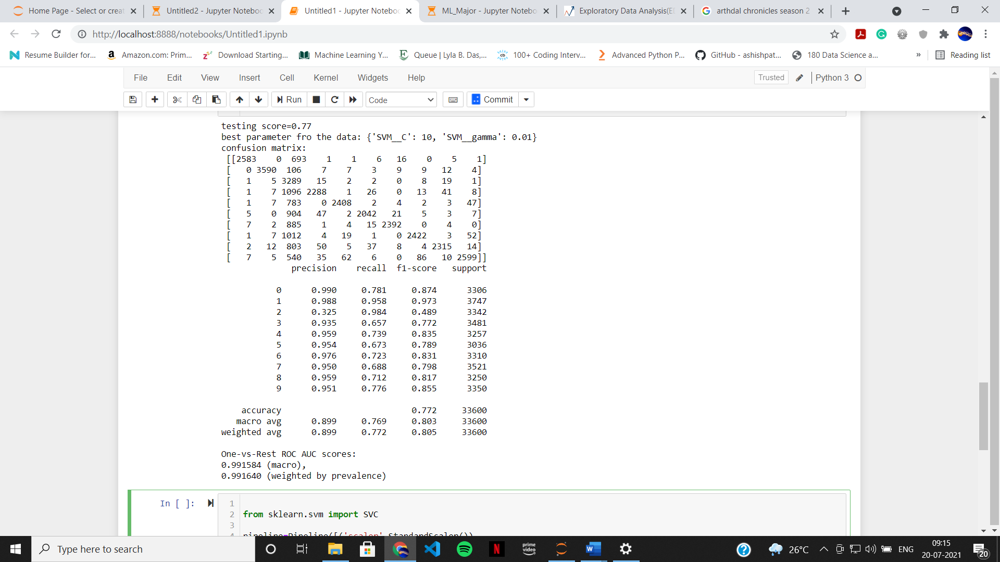 Home Page - Select or creat
Untitled2 - Jupyter Noteboo
Untitled1 - Jupyter Noteboo
ML_Major - Jupyter Notebo
Exploratory Data Analysis(E
arthdal chronicles season 2
http://localhost:8888/notebooks/Untitled1.ipynb
Resume Builder for...
Amazon.com: Prim...
Download Starting...
Machine Learning Y...
Queue | Lyla B. Das,...
100+ Coding Interv...
Advanced Python P...
GitHub - ashishpat...
180 Data Science a...
»
Reading list
File Edit View Insert Cell Kernel Widgets Help
Trusted
Python 3
Run
Code
Commit
testing score=0.77
best parameter fro the data: {'SVM__C': 10, 'SVM__gamma': 0.01}
confusion matrix:
[[2583 0 693 1 1 6 16 0 5 1]
[ 0 3590 106 7 7 3 9 9 12 4]
[ 1 5 3289 15 2 2 0 8 19 1]
[ 1 7 1096 2288 1 26 0 13 41 8]
[ 1 7 783 0 2408 2 4 2 3 47]
[ 5 0 904 47 2 2042 21 5 3 7]
[ 7 2 885 1 4 15 2392 0 4 0]
[ 1 7 1012 4 19 1 0 2422 3 52]
[ 2 12 803 50 5 37 8 4 2315 14]
[ 7 5 540 35 62 6 0 86 10 2599]]
precision recall f1-score support
0 0.990 0.781 0.874 3306
1 0.988 0.958 0.973 3747
2 0.325 0.984 0.489 3342
3 0.935 0.657 0.772 3481
4 0.959 0.739 0.835 3257
5 0.954 0.673 0.789 3036
6 0.976 0.723 0.831 3310
7 0.950 0.688 0.798 3521
8 0.959 0.712 0.817 3250
9 0.951 0.776 0.855 3350
accuracy 0.772 33600
macro avg 0.899 0.769 0.803 33600
weighted avg 0.899 0.772 0.805 33600
One-vs-Rest ROC AUC scores:
0.991584 (macro),
0.991640 (weighted by prevalence)
In [ ]:
1
2 from sklearn.svm import SVC
3
4 pipeline=Pipeline([('scaler',StandardScaler()),
Type here to search
prime video
26°C
ENG
09:15
20-07-2021
20